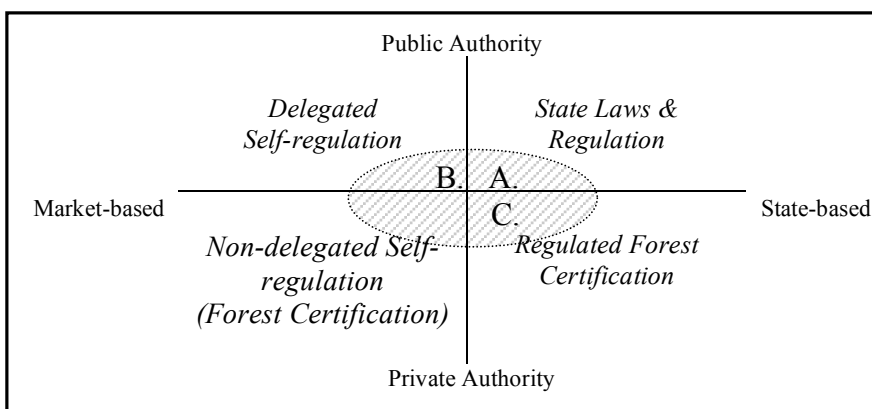 Public Authority
Delegated
Self-regulation
State Laws &
Regulation
B.
A.
Market-based
State-based
C.
Non-delegated Self-
regulation
(Forest Certification)
Regulated Forest
Certification
Private Authority